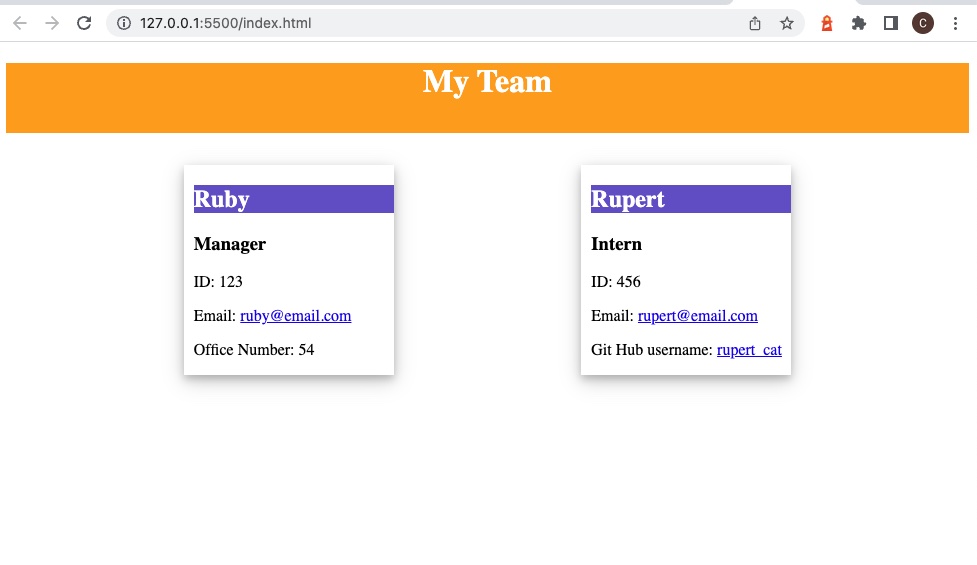 127.0.0.1:5500/index.html
C
My Team
Ruby
Manager
ID: 123
Email: ruby@email.com
Office Number: 54
Rupert
Intern
ID: 456
Email: rupert@email.com
Git Hub username: rupert_cat